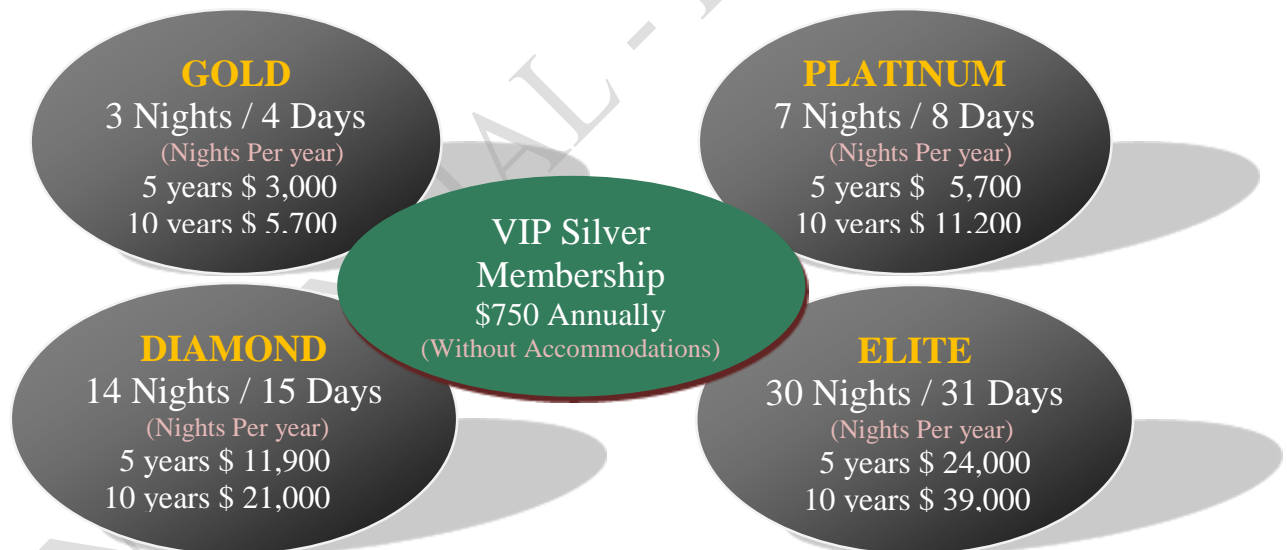 GOLD
3 Nights / 4 Days
(Nights Per year)
5 years $ 3,000
10 years $ 5,700
PLATINUM
7 Nights / 8 Days
(Nights Per year)
5 years $ 5,700
10 years $ 11,200
VIP Silver
Membership
$750 Annually
(Without Accommodations)
DIAMOND
14 Nights / 15 Days
(Nights Per year)
5 years $ 11,900
10 years $ 21,000
ELITE
30 Nights / 31 Days
(Nights Per year)
5 years $ 24,000
10 years $ 39,000